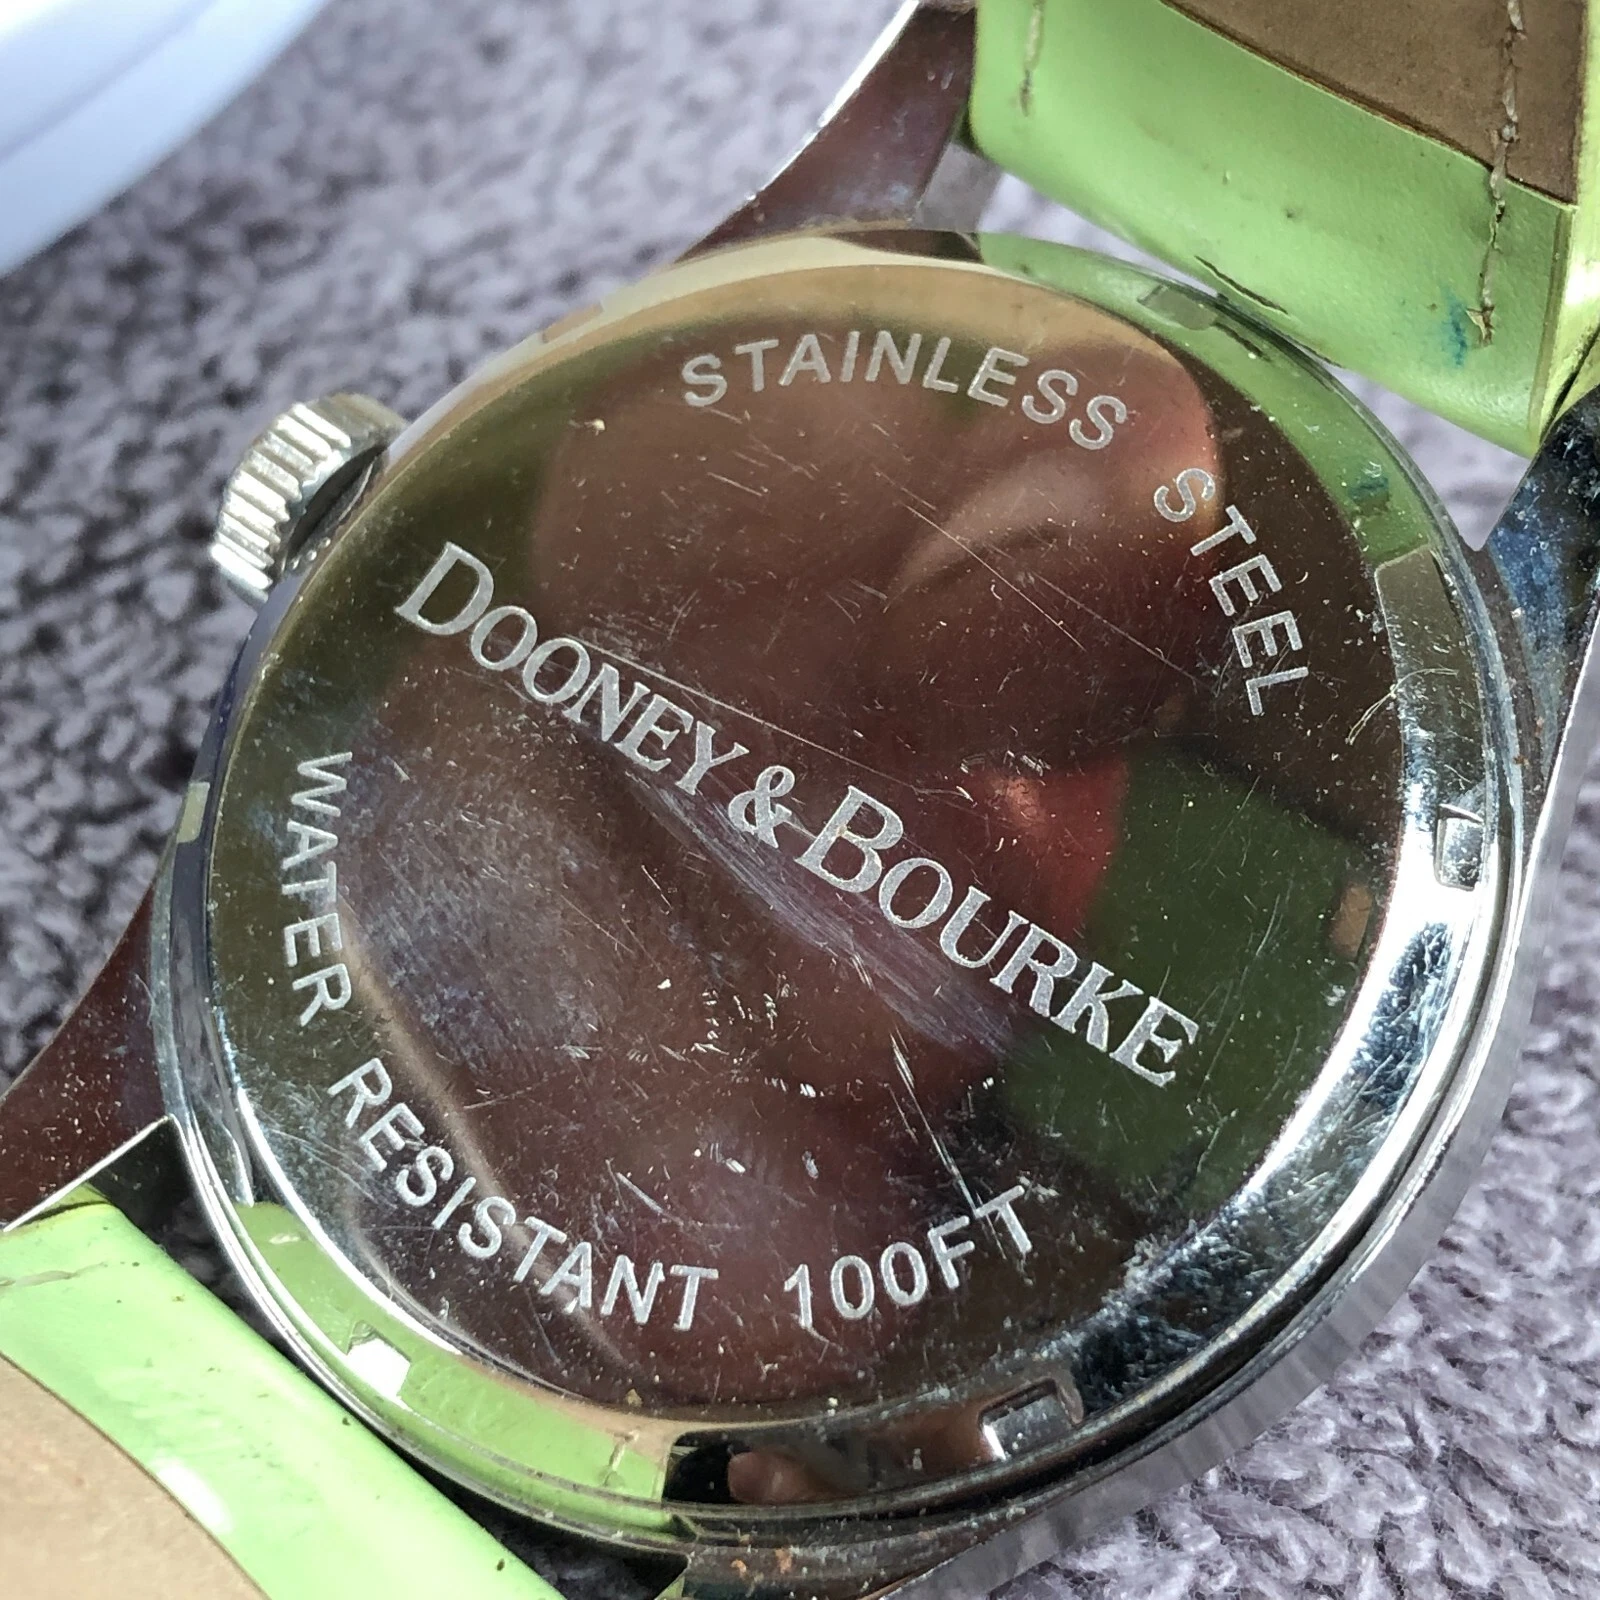 STAINLESS STEEL
DOONEY & BOURKE
WATER RESISTANT 100FT